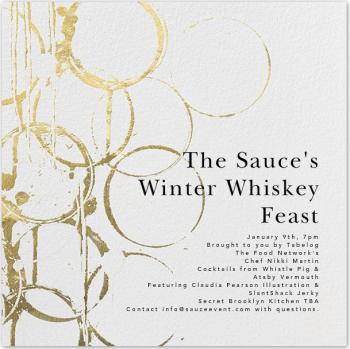 The Sauce's
Winter Whiskey
Feast
January 9th, 7pm
Brought to you by Tabelog
The Food Network's
Chef Nikki Martin
Cocktails from Whistle Pig &
Atsby Vermouth
Featuring Claudia Pearson Illustration &
SlantShack Jerky
Secret Brooklyn Kitchen TBA
Contact info@sauceevent.com with questions.